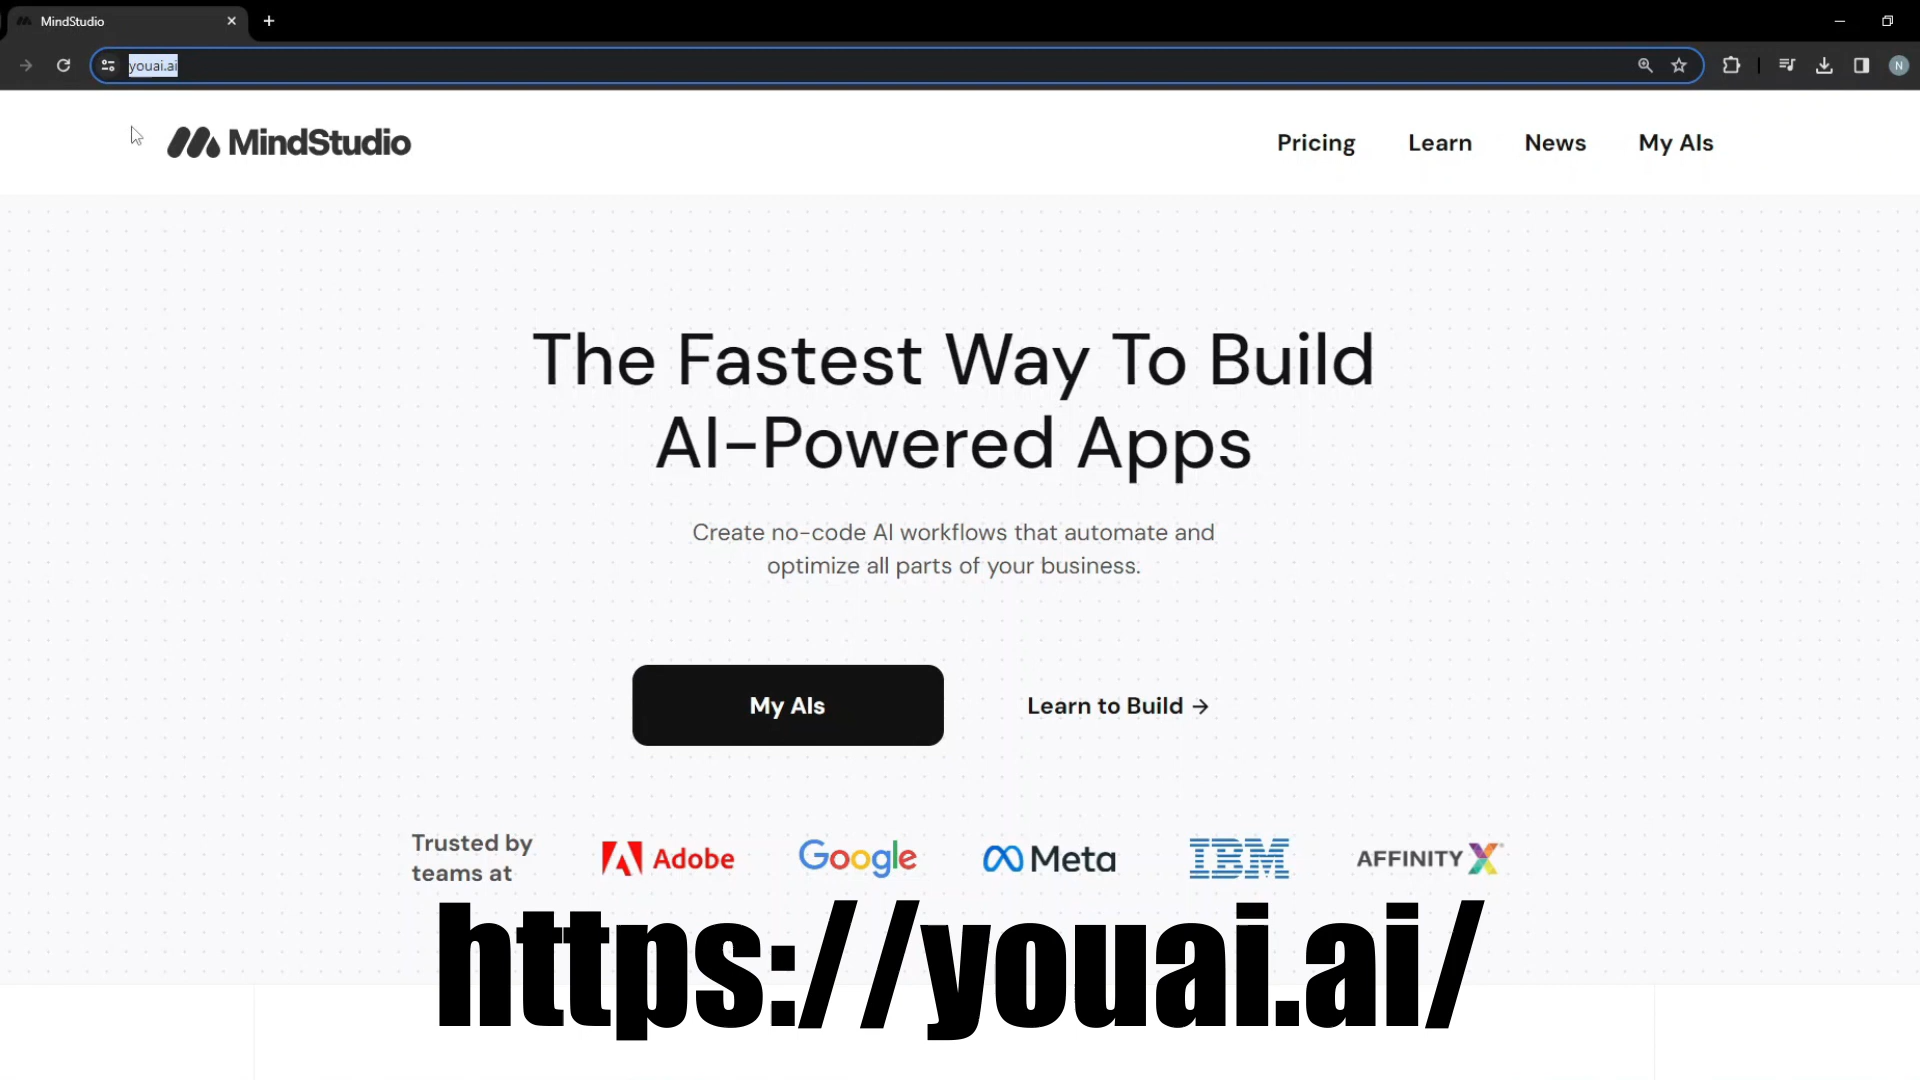 MindStudio
youai.ai
N
MindStudio
Pricing
Learn
News
My AIs
The Fastest Way To Build
AI-Powered Apps
Create no-code AI workflows that automate and
optimize all parts of your business.
My AIs
Learn to Build →
Trusted by
teams at
Adobe
Google
Meta
IBM
AFFINITY X
https://youai.ai/